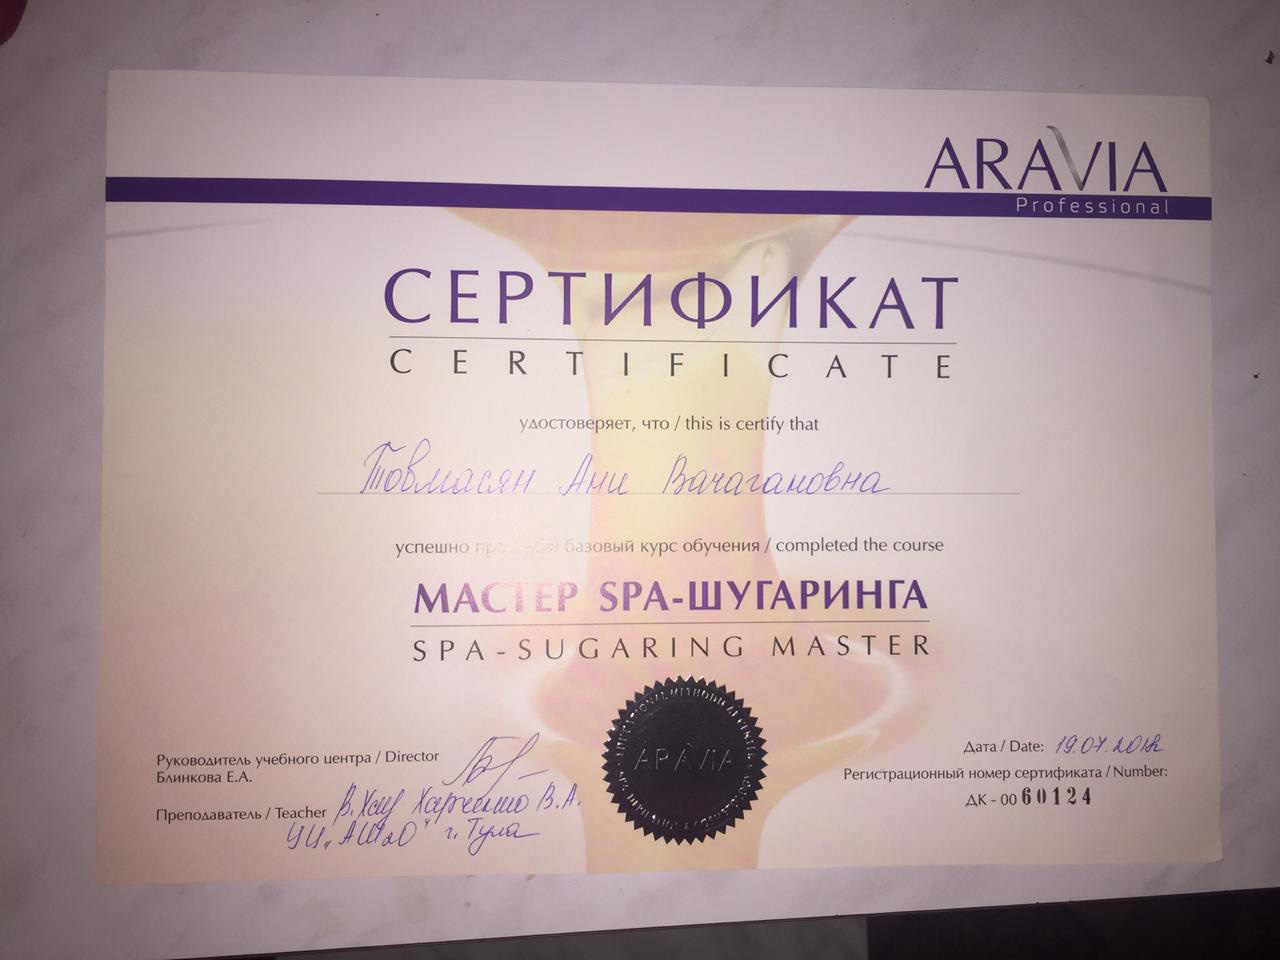 ARAVIA
Professional
СЕРТИФИКАТ
CERTIFICATE
удостоверяет, что / this is certify that
Товмасян Ани Вачагановна
успешно базовый курс обучения / completed the course
МАСТЕР SPA-ШУГАРИНГА
SPA-SUGARING MASTER
ARAVIA
Руководитель учебного центра / Director
Блинкова Е.А.
Преподаватель / Teacher В.А.
г. Тула
Дата / Date: 19.07.2018
Регистрационный номер сертификата / Number:
ДК - 00 60124